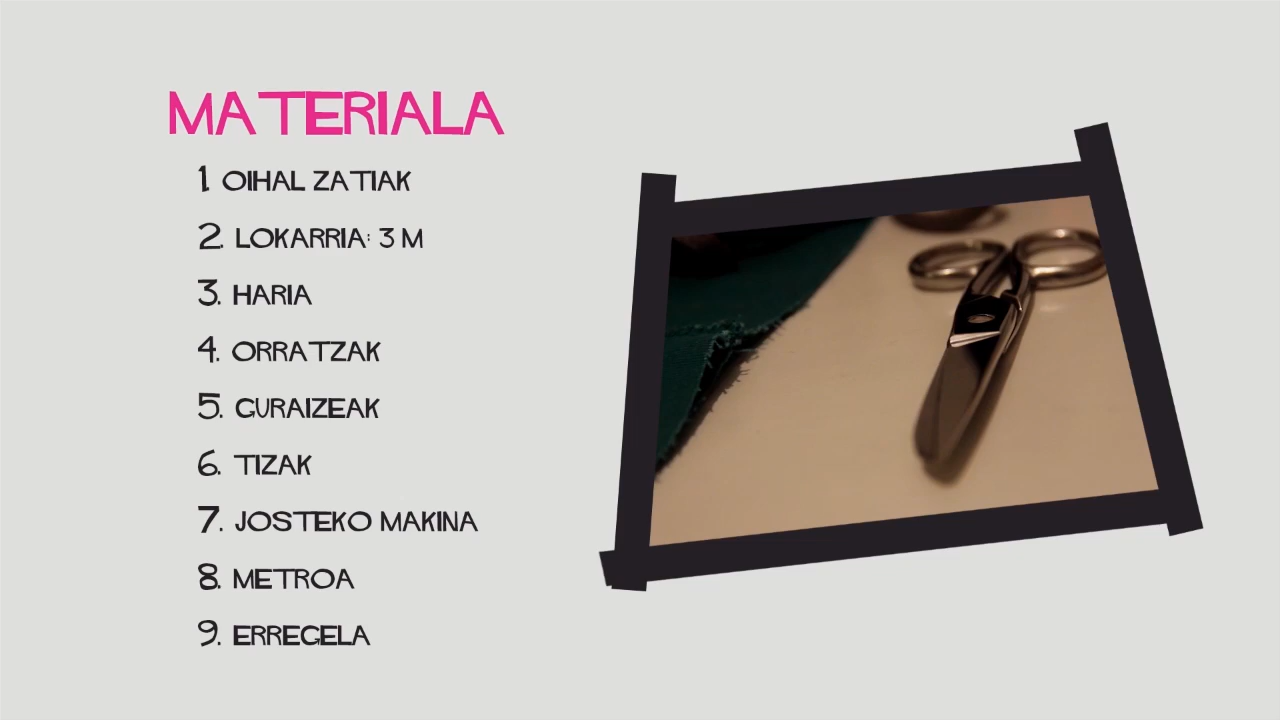 MATERIALA
1. OIHAL ZATIAK
2. LOKARRIA: 3 M
3. HARIA
4. ORRATZAK
5. GURAIZEAK
6. TIZAK
7. JOSTEKO MAKINA
8. METROA
9. ERREGELA